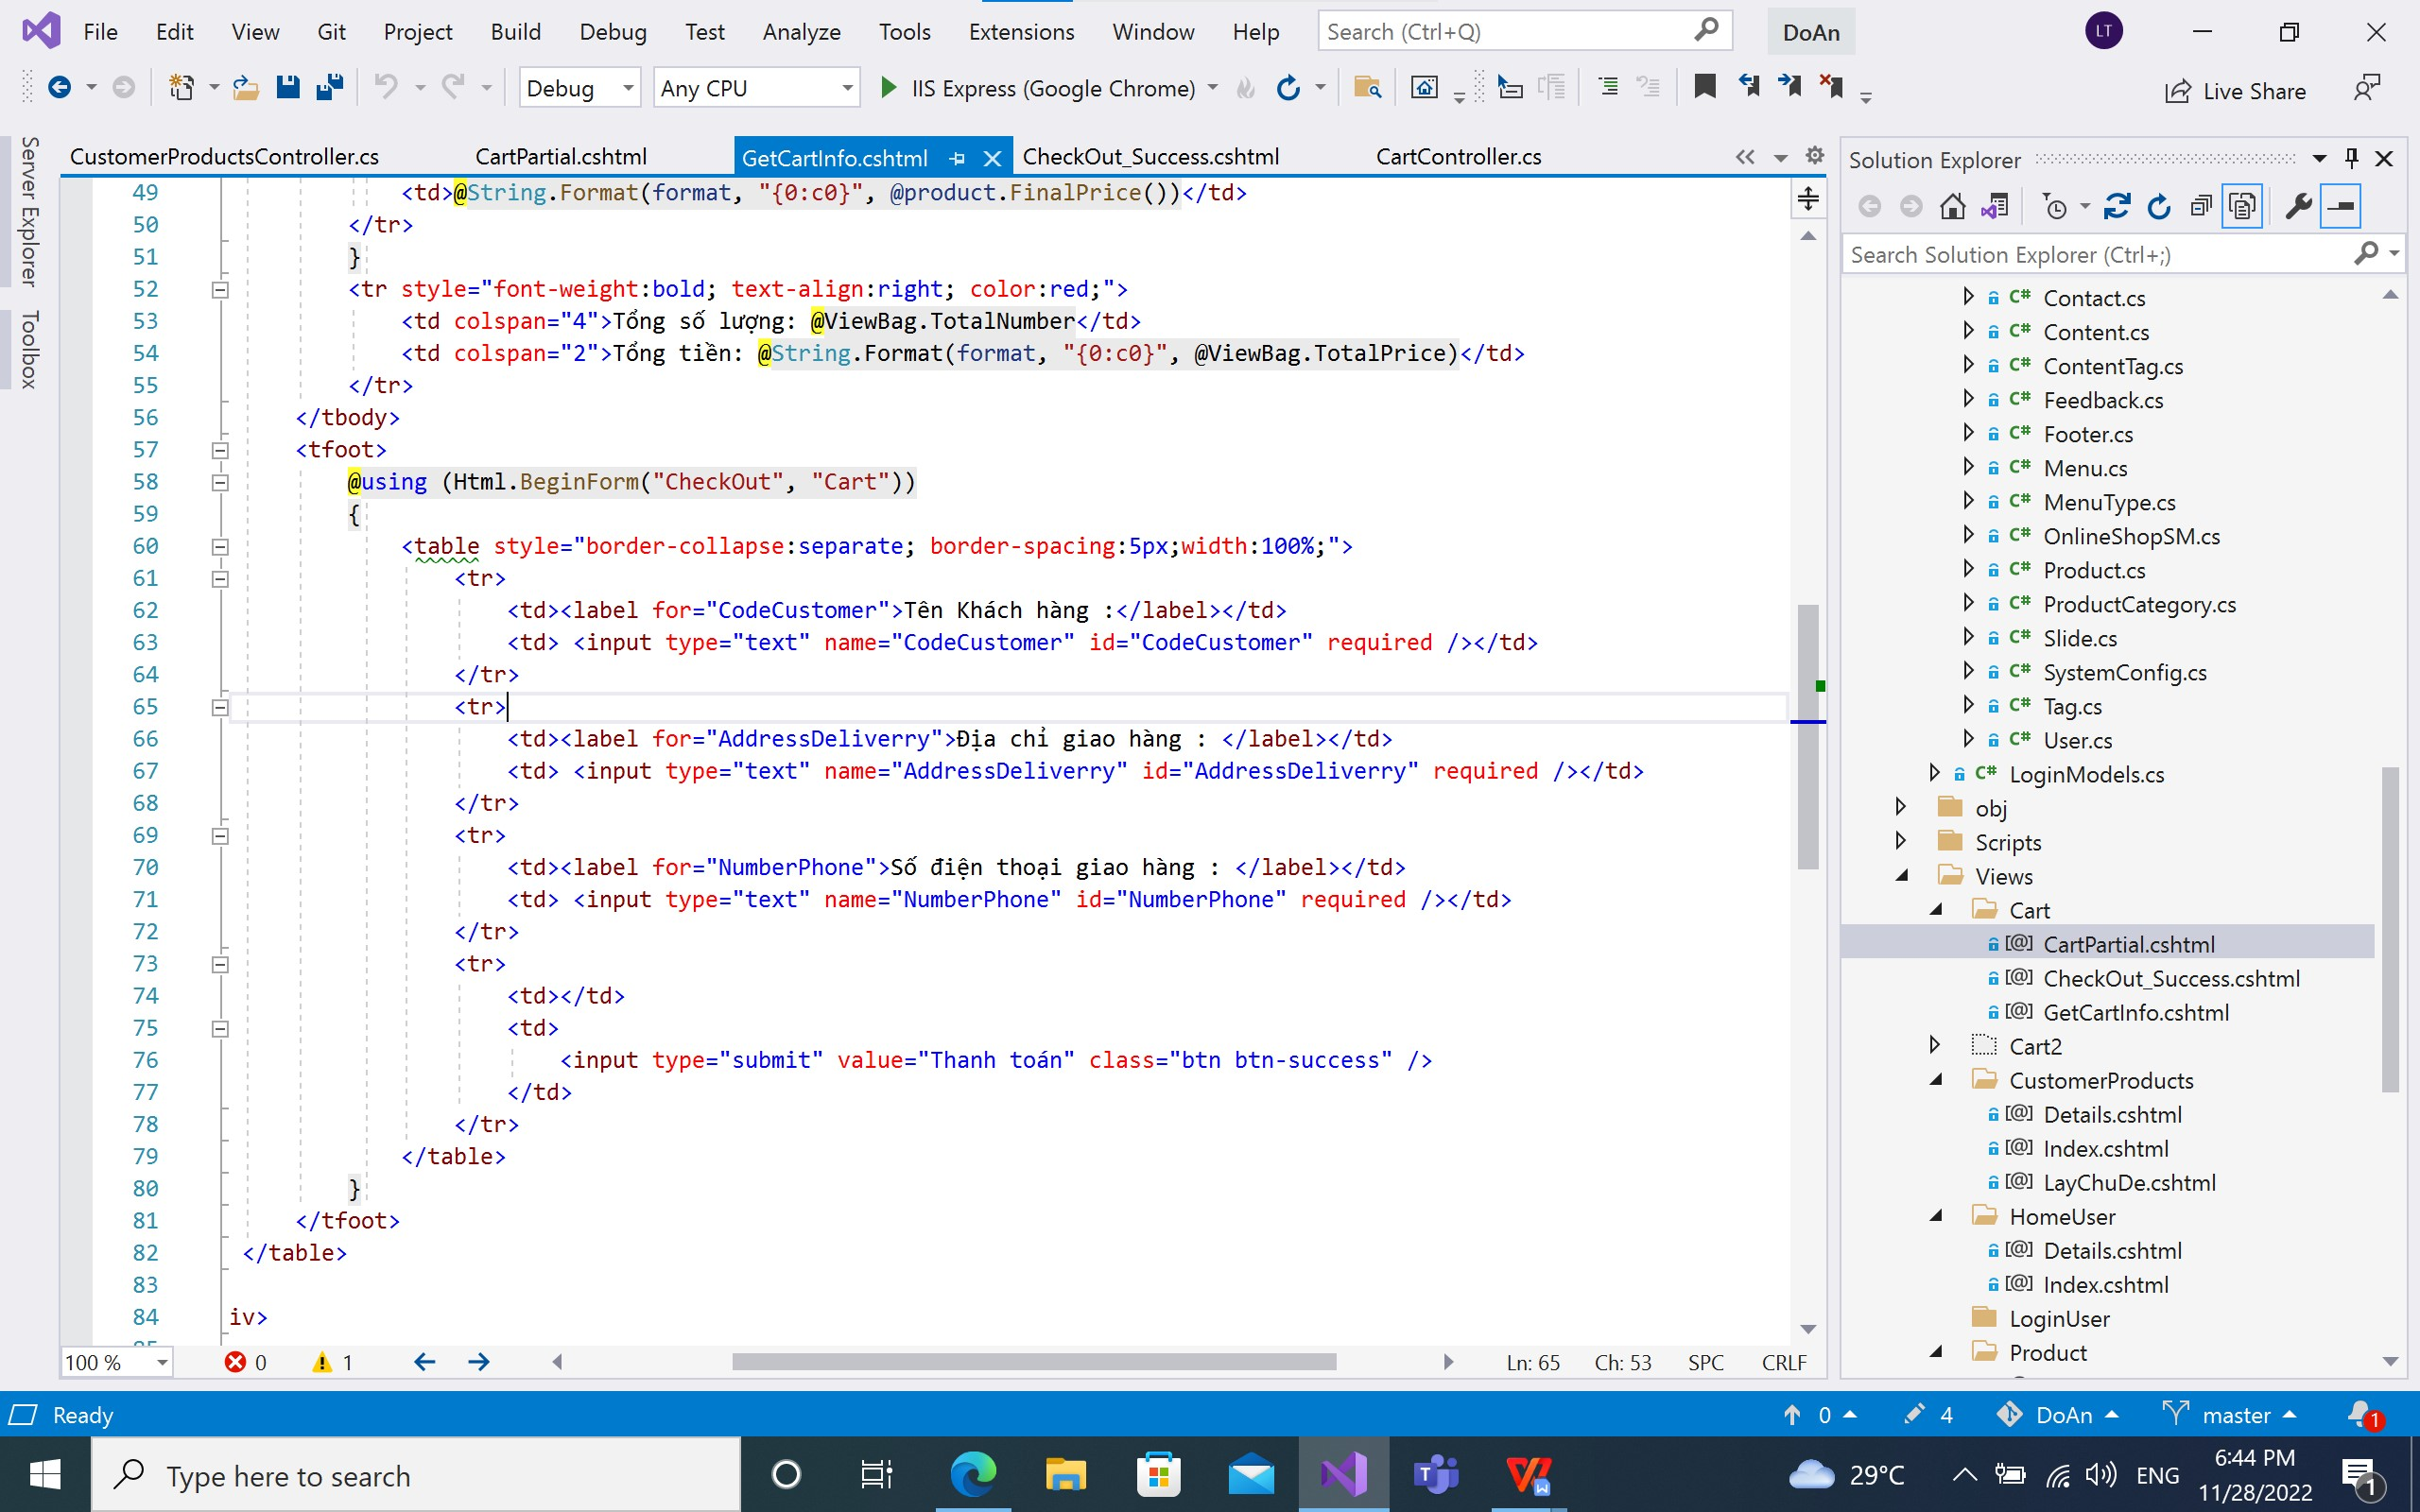 File Edit View Git Project Build Debug Test Analyze Tools Extensions Window Help Search (Ctrl+Q) DoAn LT
Debug Any CPU IIS Express (Google Chrome) Live Share
Server Explorer
Toolbox
CustomerProductsController.cs CartPartial.cshtml GetCartInfo.cshtml CheckOut_Success.cshtml CartController.cs
49 <td>@String.Format(format, "{0:c0}", @product.FinalPrice())</td>
50 </tr>
51 }
52 <tr style="font-weight:bold; text-align:right; color:red;">
53 <td colspan="4">Tổng số lượng: @ViewBag.TotalNumber</td>
54 <td colspan="2">Tổng tiền: @String.Format(format, "{0:c0}", @ViewBag.TotalPrice)</td>
55 </tr>
56 </tbody>
57 <tfoot>
58 @using (Html.BeginForm("CheckOut", "Cart"))
59 {
60 <table style="border-collapse:separate; border-spacing:5px;width:100%;">
61 <tr>
62 <td><label for="CodeCustomer">Tên Khách hàng :</label></td>
63 <td> <input type="text" name="CodeCustomer" id="CodeCustomer" required /></td>
64 </tr>
65 <tr>
66 <td><label for="AddressDeliverry">Địa chỉ giao hàng : </label></td>
67 <td> <input type="text" name="AddressDeliverry" id="AddressDeliverry" required /></td>
68 </tr>
69 <tr>
70 <td><label for="NumberPhone">Số điện thoại giao hàng : </label></td>
71 <td> <input type="text" name="NumberPhone" id="NumberPhone" required /></td>
72 </tr>
73 <tr>
74 <td></td>
75 <td>
76 <input type="submit" value="Thanh toán" class="btn btn-success" />
77 </td>
78 </tr>
79 </table>
80 }
81 </tfoot>
82 </table>
83
84 iv>
85
100 % 0 1 Ln: 65 Ch: 53 SPC CRLF
Solution Explorer
Search Solution Explorer (Ctrl+;)
C# Contact.cs
C# Content.cs
C# ContentTag.cs
C# Feedback.cs
C# Footer.cs
C# Menu.cs
C# MenuType.cs
C# OnlineShopSM.cs
C# Product.cs
C# ProductCategory.cs
C# Slide.cs
C# SystemConfig.cs
C# Tag.cs
C# User.cs
C# LoginModels.cs
obj
Scripts
Views
Cart
[@] CartPartial.cshtml
[@] CheckOut_Success.cshtml
[@] GetCartInfo.cshtml
Cart2
CustomerProducts
[@] Details.cshtml
[@] Index.cshtml
[@] LayChuDe.cshtml
HomeUser
[@] Details.cshtml
[@] Index.cshtml
LoginUser
Product
Ready 0 4 DoAn master 1
Type here to search 29°C ENG 6:44 PM 11/28/2022 1